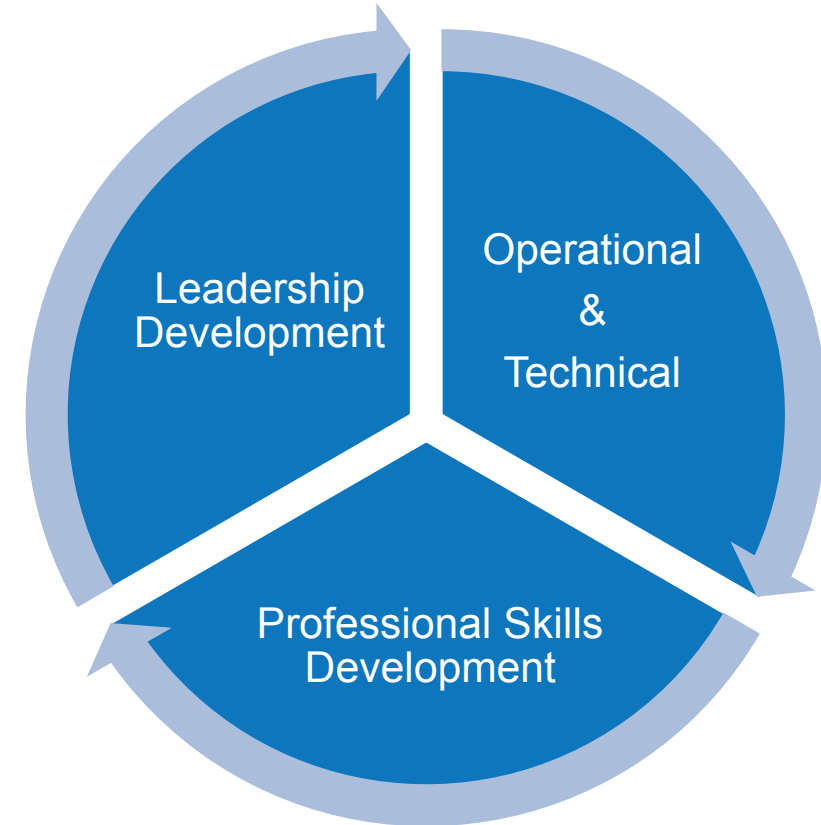 Leadership
Development
Operational
&
Technical
Professional Skills
Development